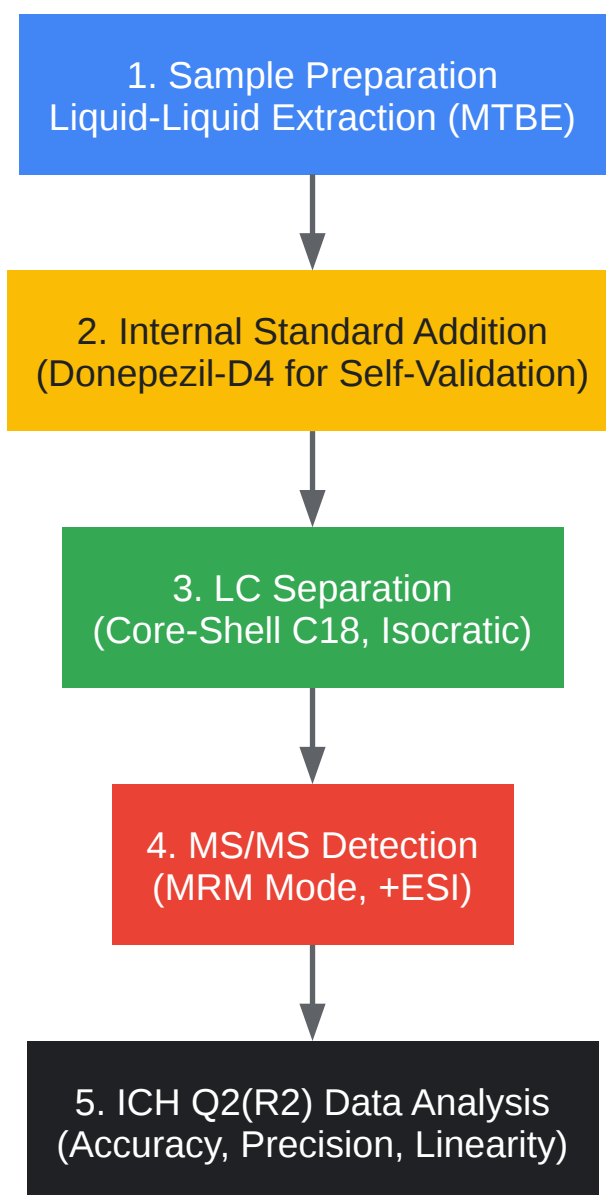 1. Sample Preparation
Liquid-Liquid Extraction (MTBE)
2. Internal Standard Addition
(Donepezil-D4 for Self-Validation)
3. LC Separation
(Core-Shell C18, Isocratic)
4. MS/MS Detection
(MRM Mode, +ESI)
5. ICH Q2(R2) Data Analysis
(Accuracy, Precision, Linearity)